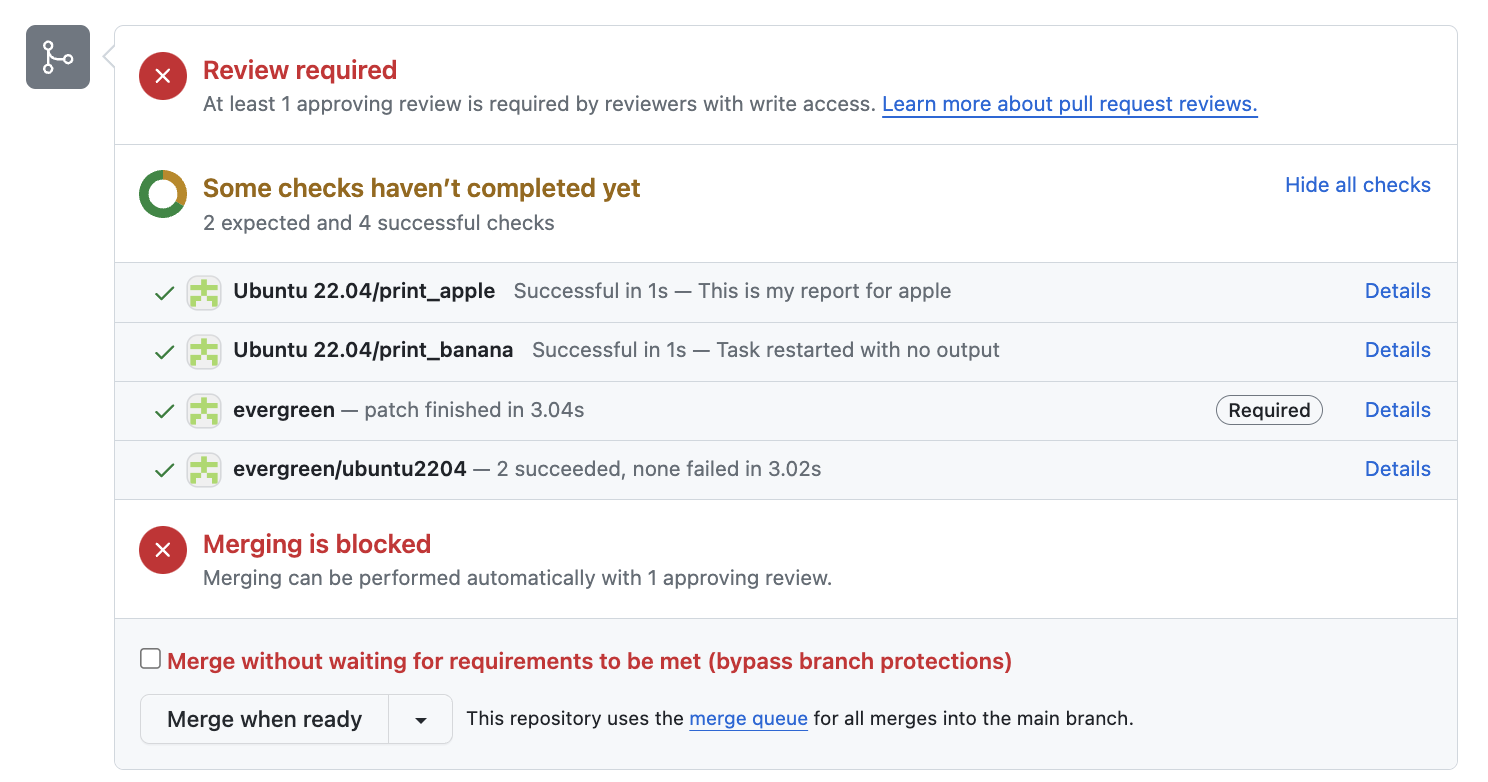 Review required
At least 1 approving review is required by reviewers with write access. Learn more about pull request reviews.
Some checks haven’t completed yet
Hide all checks
2 expected and 4 successful checks
Ubuntu 22.04/print_apple Successful in 1s — This is my report for apple Details
Ubuntu 22.04/print_banana Successful in 1s — Task restarted with no output Details
evergreen — patch finished in 3.04s Required Details
evergreen/ubuntu2204 — 2 succeeded, none failed in 3.02s Details
Merging is blocked
Merging can be performed automatically with 1 approving review.
Merge without waiting for requirements to be met (bypass branch protections)
Merge when ready This repository uses the merge queue for all merges into the main branch.